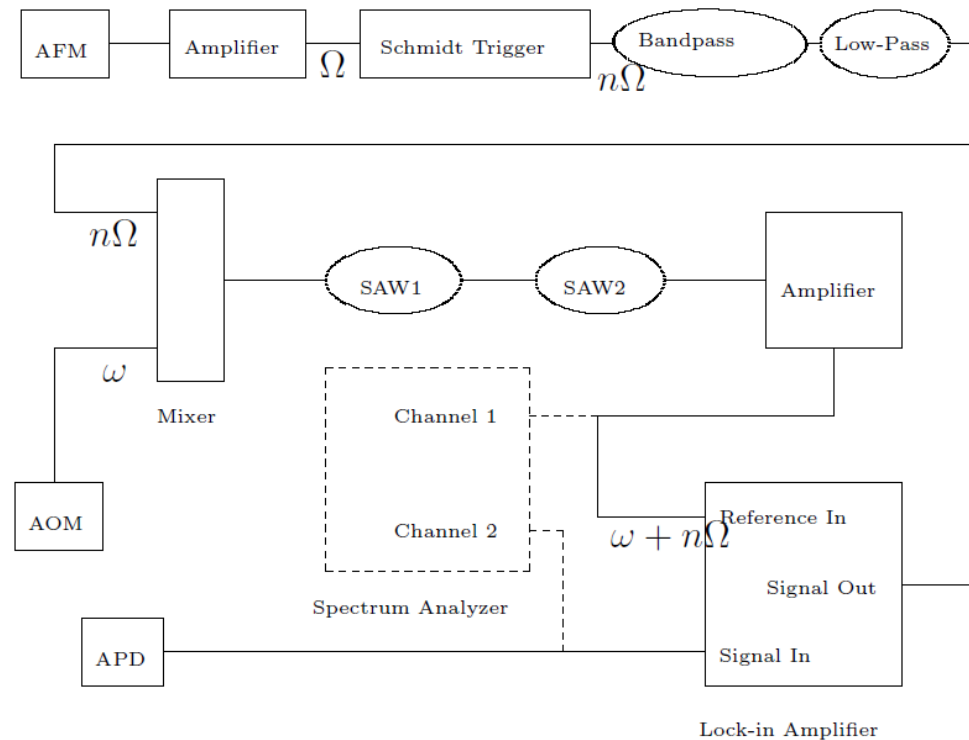 AFM
Amplifier
Ω
Schmidt Trigger
nΩ
Bandpass
Low-Pass
nΩ
ω
Mixer
SAW1
SAW2
Amplifier
AOM
Channel 1
Channel 2
Spectrum Analyzer
ω + nΩ
Reference In
Signal Out
Signal In
APD
Lock-in Amplifier